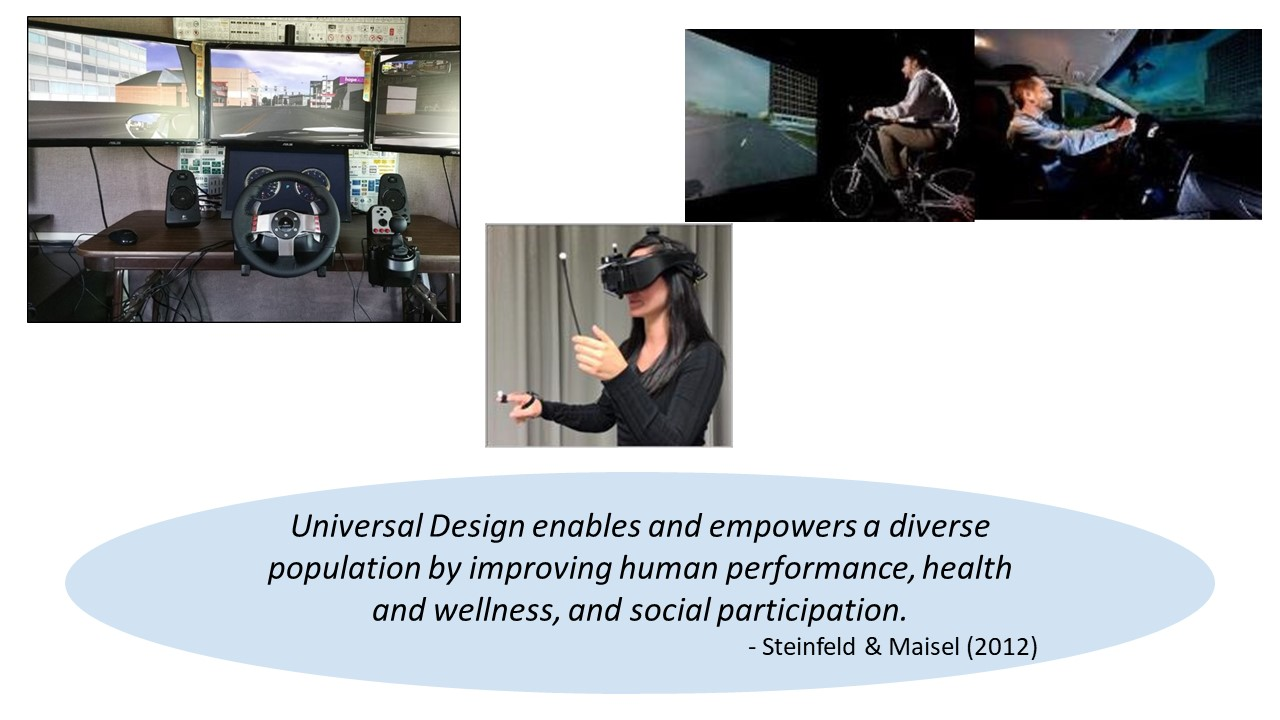 Universal Design enables and empowers a diverse
population by improving human performance, health
and wellness, and social participation.
- Steinfeld & Maisel (2012)